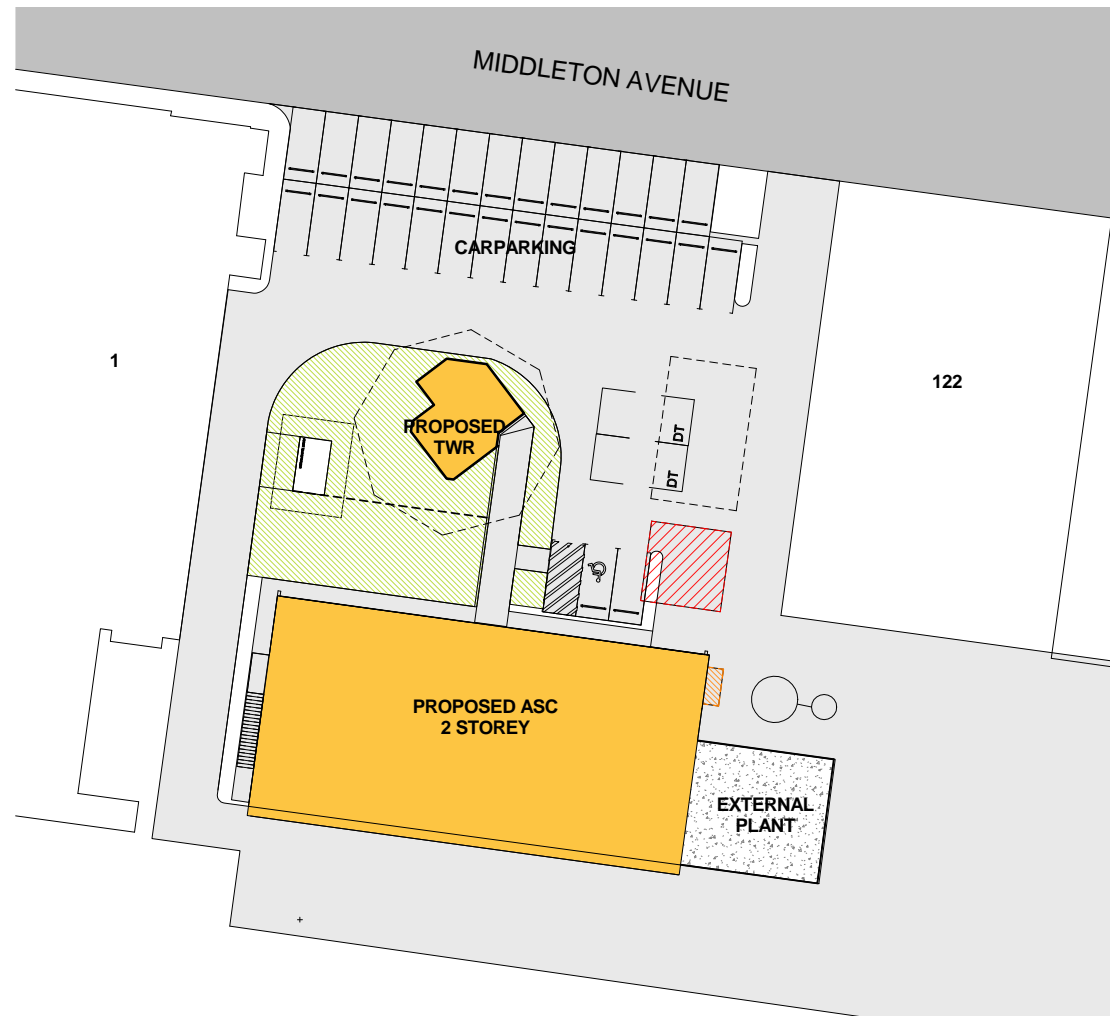 MIDDLETON AVENUE
CARPARKING
1
122
PROPOSED
TWR
DT
DT
PROPOSED ASC
2 STOREY
EXTERNAL
PLANT